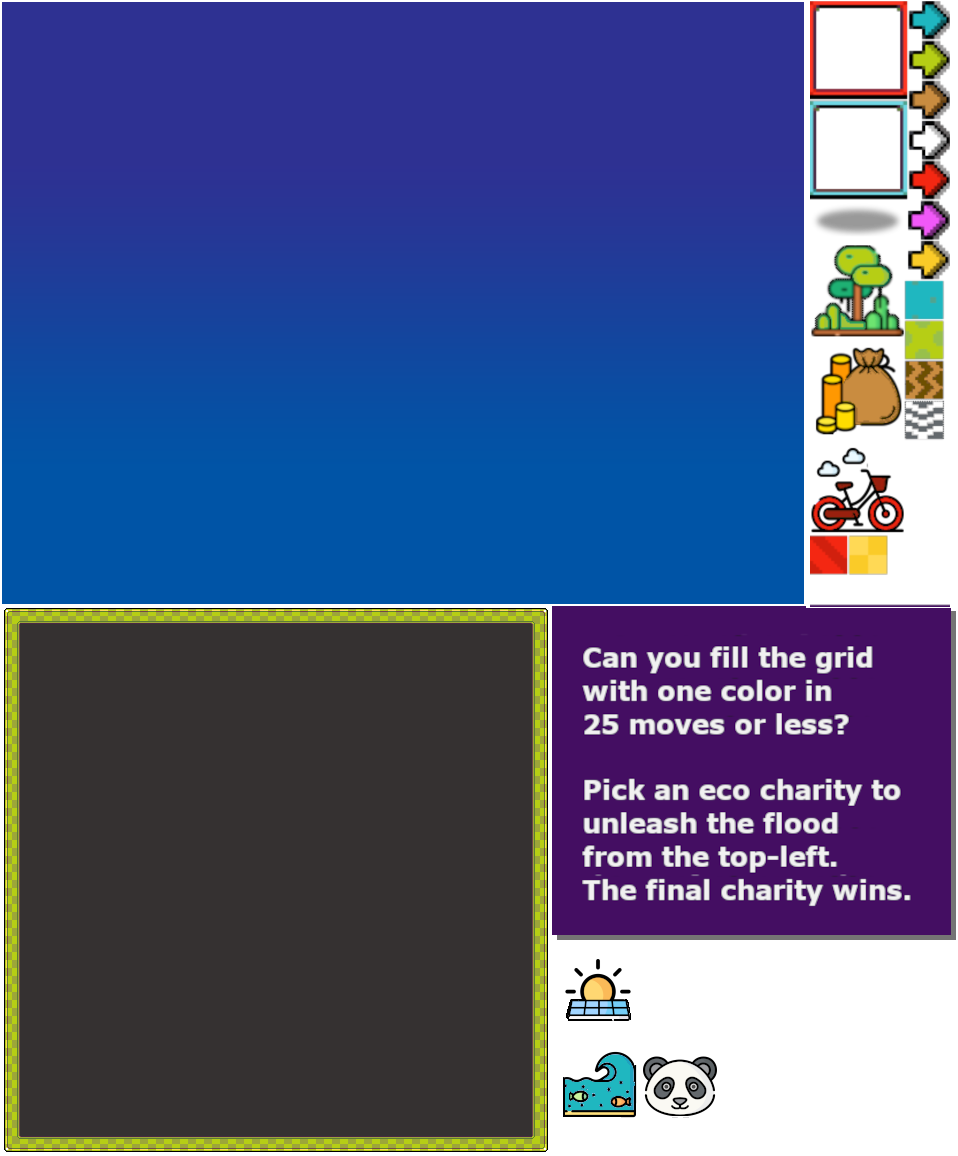 Can you fill the grid
with one color in
25 moves or less?
Pick an eco charity to
unleash the flood
from the top-left.
The final charity wins.